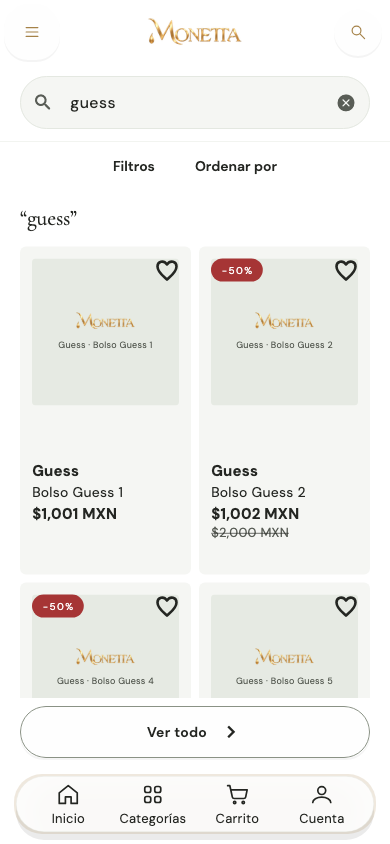 MONETTA
guess
Filtros
Ordenar por
“guess”
MONETTA
Guess · Bolso Guess 1
Guess
Bolso Guess 1
$1,001 MXN
-50%
MONETTA
Guess · Bolso Guess 2
Guess
Bolso Guess 2
$1,002 MXN
$2,000 MXN
-50%
MONETTA
Guess · Bolso Guess 4
MONETTA
Guess · Bolso Guess 5
Ver todo
Inicio
Categorías
Carrito
Cuenta